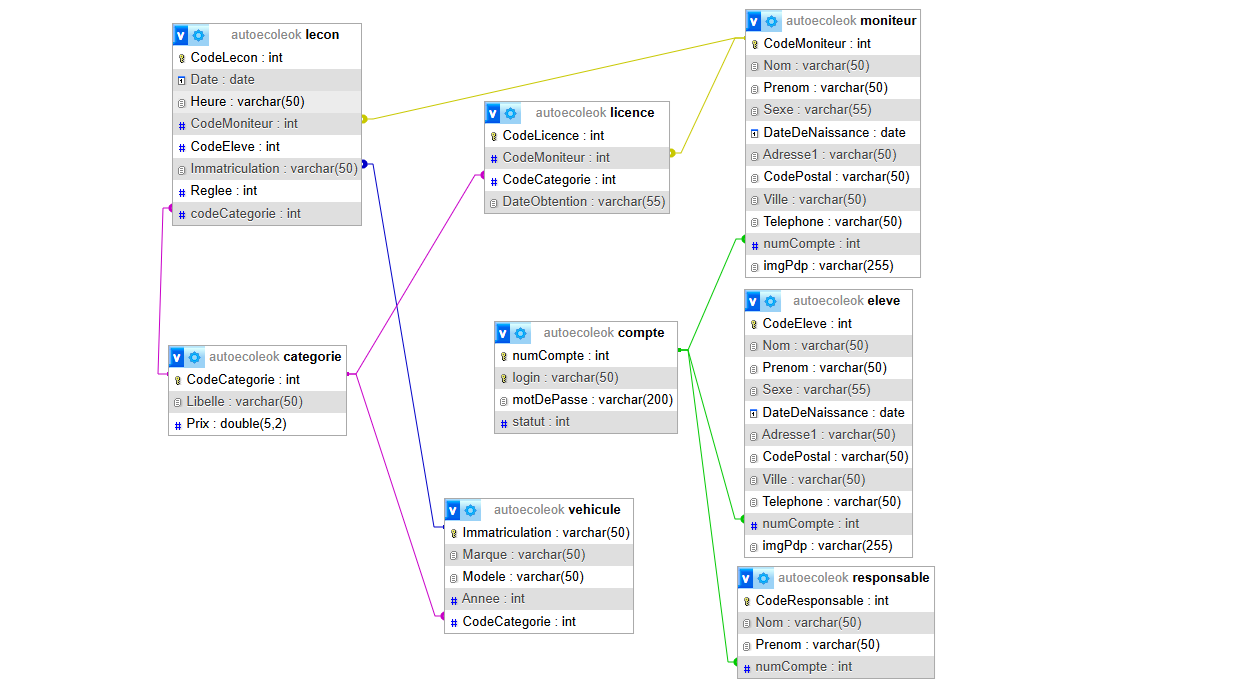 autoecoleok lecon
CodeLecon : int
Date : date
Heure : varchar(50)
CodeMoniteur : int
CodeEleve : int
Immatriculation : varchar(50)
Reglee : int
codeCategorie : int
autoecoleok licence
CodeLicence : int
CodeMoniteur : int
CodeCategorie : int
DateObtention : varchar(55)
autoecoleok moniteur
CodeMoniteur : int
Nom : varchar(50)
Prenom : varchar(50)
Sexe : varchar(55)
DateDeNaissance : date
Adresse1 : varchar(50)
CodePostal : varchar(50)
Ville : varchar(50)
Telephone : varchar(50)
numCompte : int
imgPdp : varchar(255)
autoecoleok categorie
CodeCategorie : int
Libelle : varchar(50)
Prix : double(5,2)
autoecoleok compte
numCompte : int
login : varchar(50)
motDePasse : varchar(200)
statut : int
autoecoleok eleve
CodeEleve : int
Nom : varchar(50)
Prenom : varchar(50)
Sexe : varchar(55)
DateDeNaissance : date
Adresse1 : varchar(50)
CodePostal : varchar(50)
Ville : varchar(50)
Telephone : varchar(50)
numCompte : int
imgPdp : varchar(255)
autoecoleok vehicule
Immatriculation : varchar(50)
Marque : varchar(50)
Modele : varchar(50)
Annee : int
CodeCategorie : int
autoecoleok responsable
CodeResponsable : int
Nom : varchar(50)
Prenom : varchar(50)
numCompte : int